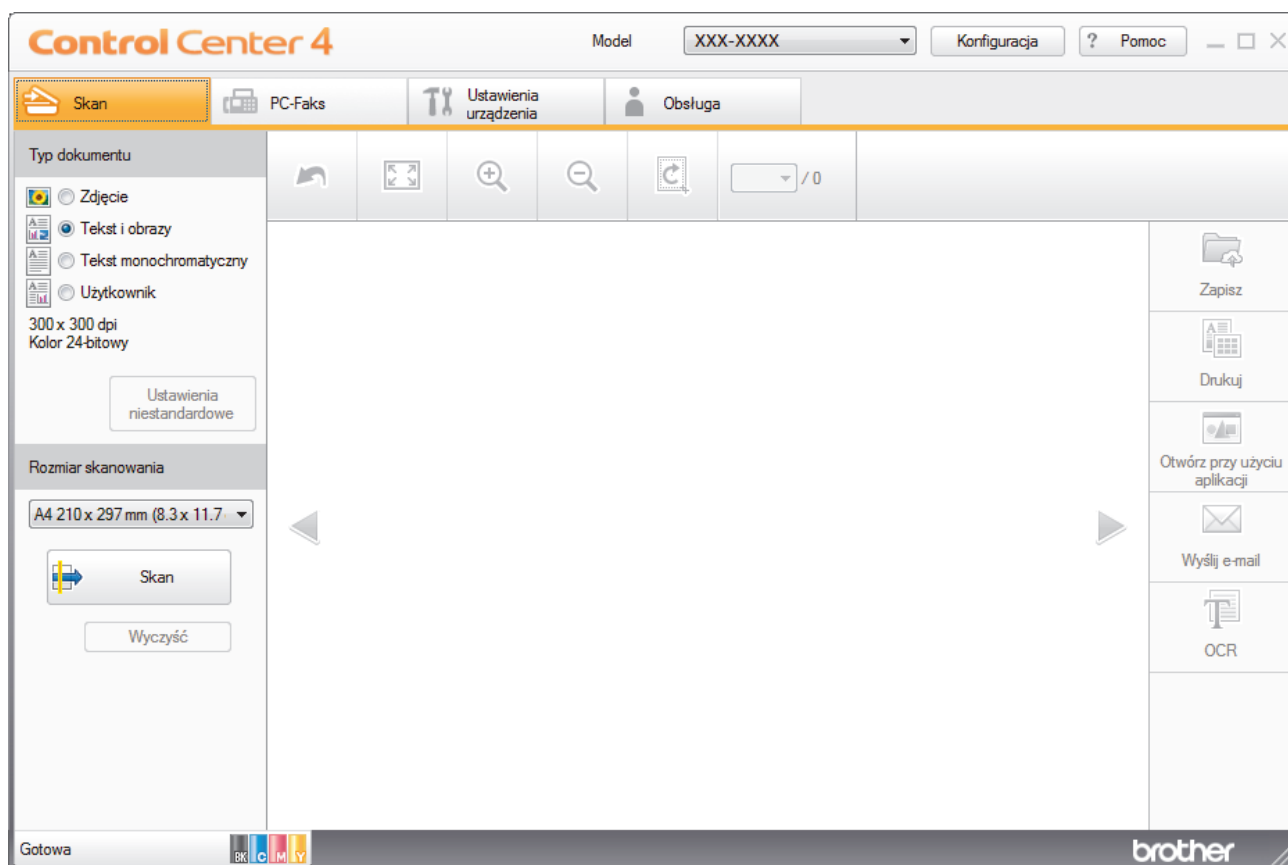 Control Center 4
Model
XXX-XXXX
Konfiguracja
? Pomoc
Skan
PC-Faks
Ustawienia
urządzenia
Obsługa
Typ dokumentu
Zdjęcie
Tekst i obrazy
Tekst monochromatyczny
Użytkownik
300 x 300 dpi
Kolor 24-bitowy
Ustawienia
niestandardowe
Rozmiar skanowania
A4 210 x 297 mm (8.3 x 11.7
Skan
Wyczyść
/ 0
Zapisz
Drukuj
Otwórz przy użyciu
aplikacji
Wyślij e-mail
OCR
Gotowa
BK C M Y
brother